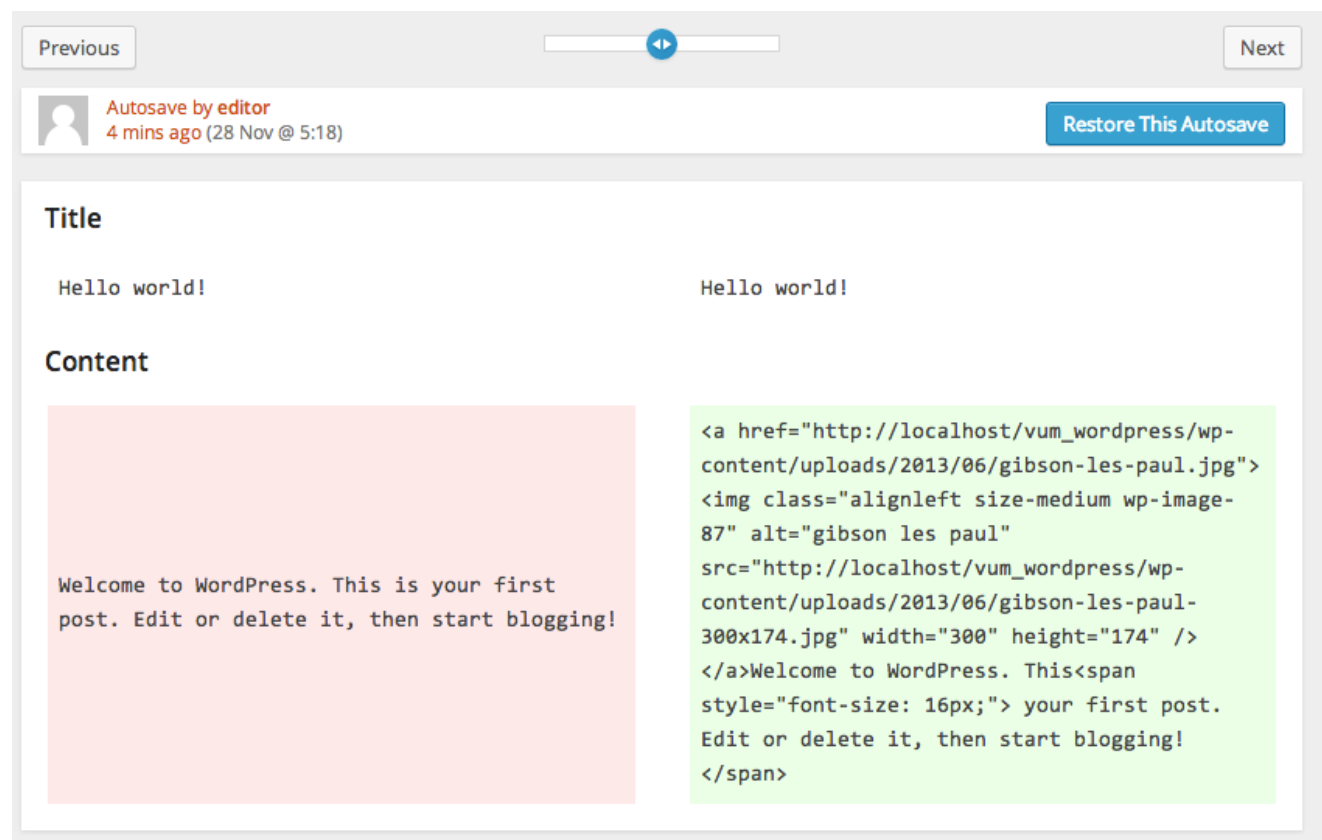 Previous
Next
Autosave by editor
4 mins ago (28 Nov @ 5:18)
Restore This Autosave
Title
Hello world!
Hello world!
Content
Welcome to WordPress. This is your first
post. Edit or delete it, then start blogging!
<a href="http://localhost/vum_wordpress/wp-
content/uploads/2013/06/gibson-les-paul.jpg">
<img class="alignleft size-medium wp-image-
87" alt="gibson les paul"
src="http://localhost/vum_wordpress/wp-
content/uploads/2013/06/gibson-les-paul-
300x174.jpg" width="300" height="174" />
</a>Welcome to WordPress. This<span
style="font-size: 16px;"> your first post.
Edit or delete it, then start blogging!
</span>